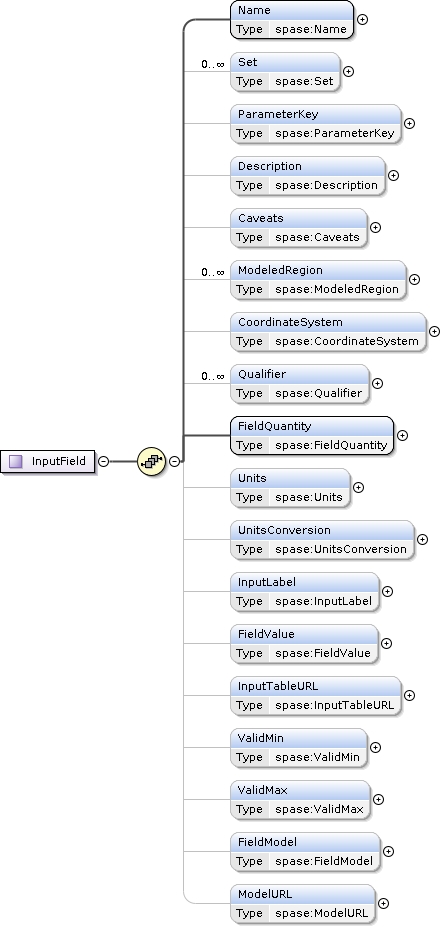 Name
Type spase:Name
0..∞
Set
Type spase:Set
ParameterKey
Type spase:ParameterKey
Description
Type spase:Description
Caveats
Type spase:Caveats
0..∞
ModeledRegion
Type spase:ModeledRegion
CoordinateSystem
Type spase:CoordinateSystem
0..∞
Qualifier
Type spase:Qualifier
FieldQuantity
Type spase:FieldQuantity
InputField
Units
Type spase:Units
UnitsConversion
Type spase:UnitsConversion
InputLabel
Type spase:InputLabel
FieldValue
Type spase:FieldValue
InputTableURL
Type spase:InputTableURL
ValidMin
Type spase:ValidMin
ValidMax
Type spase:ValidMax
FieldModel
Type spase:FieldModel
ModelURL
Type spase:ModelURL